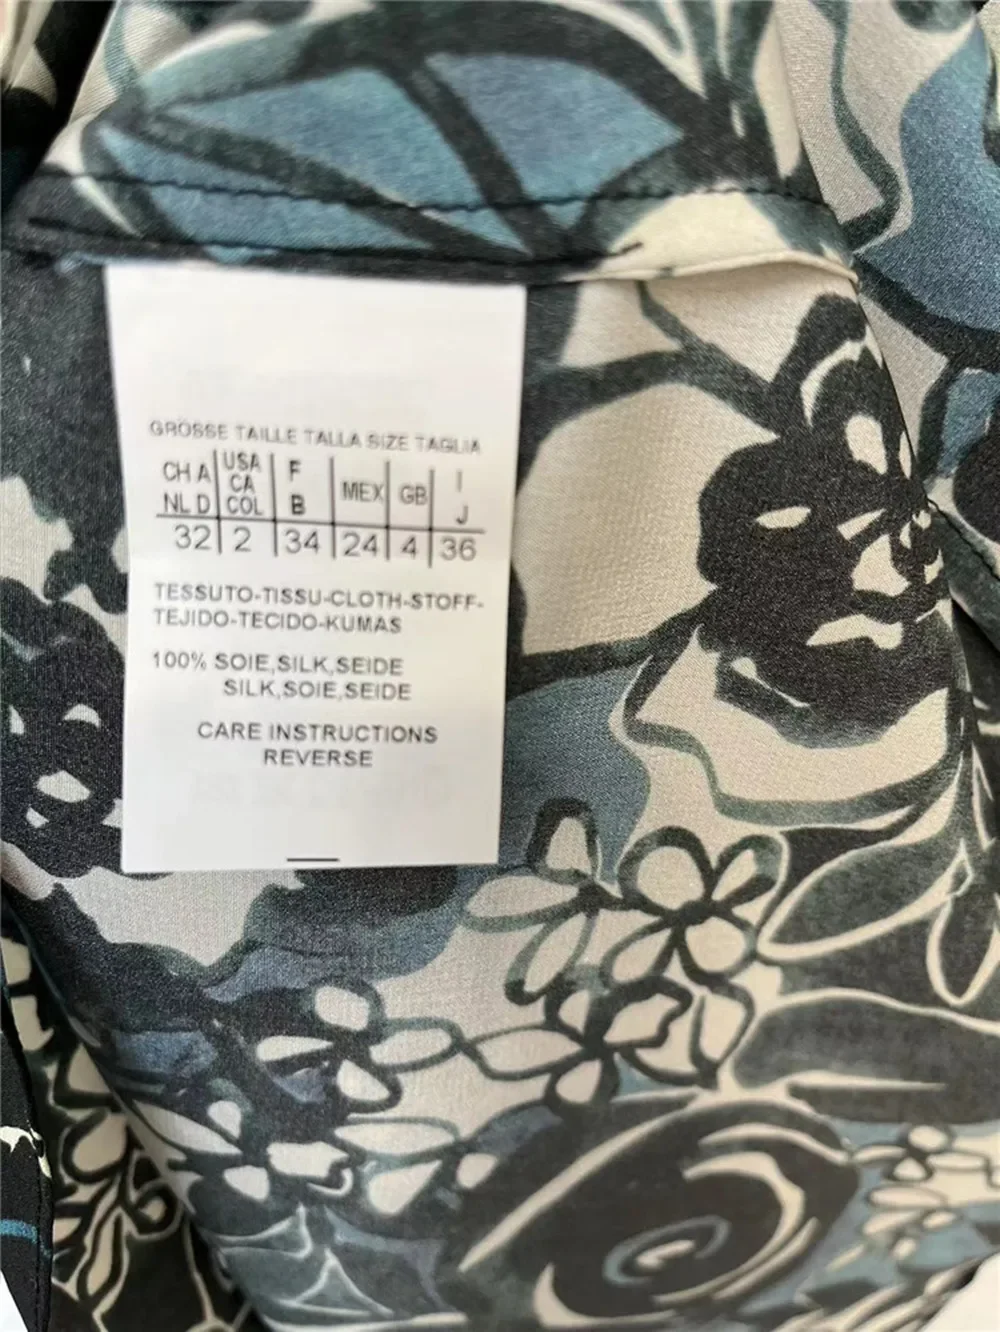 GRÖSSE TAILLE TALLA SIZE TAGLIA
CH A USA F MEX GB I
NL D CA COL B J
32 2 34 24 4 36
TESSUTO-TISSU-CLOTH-STOFF-
TEJIDO-TECIDO-KUMAS
100% SOIE,SILK,SEIDE
SILK,SOIE,SEIDE
CARE INSTRUCTIONS
REVERSE